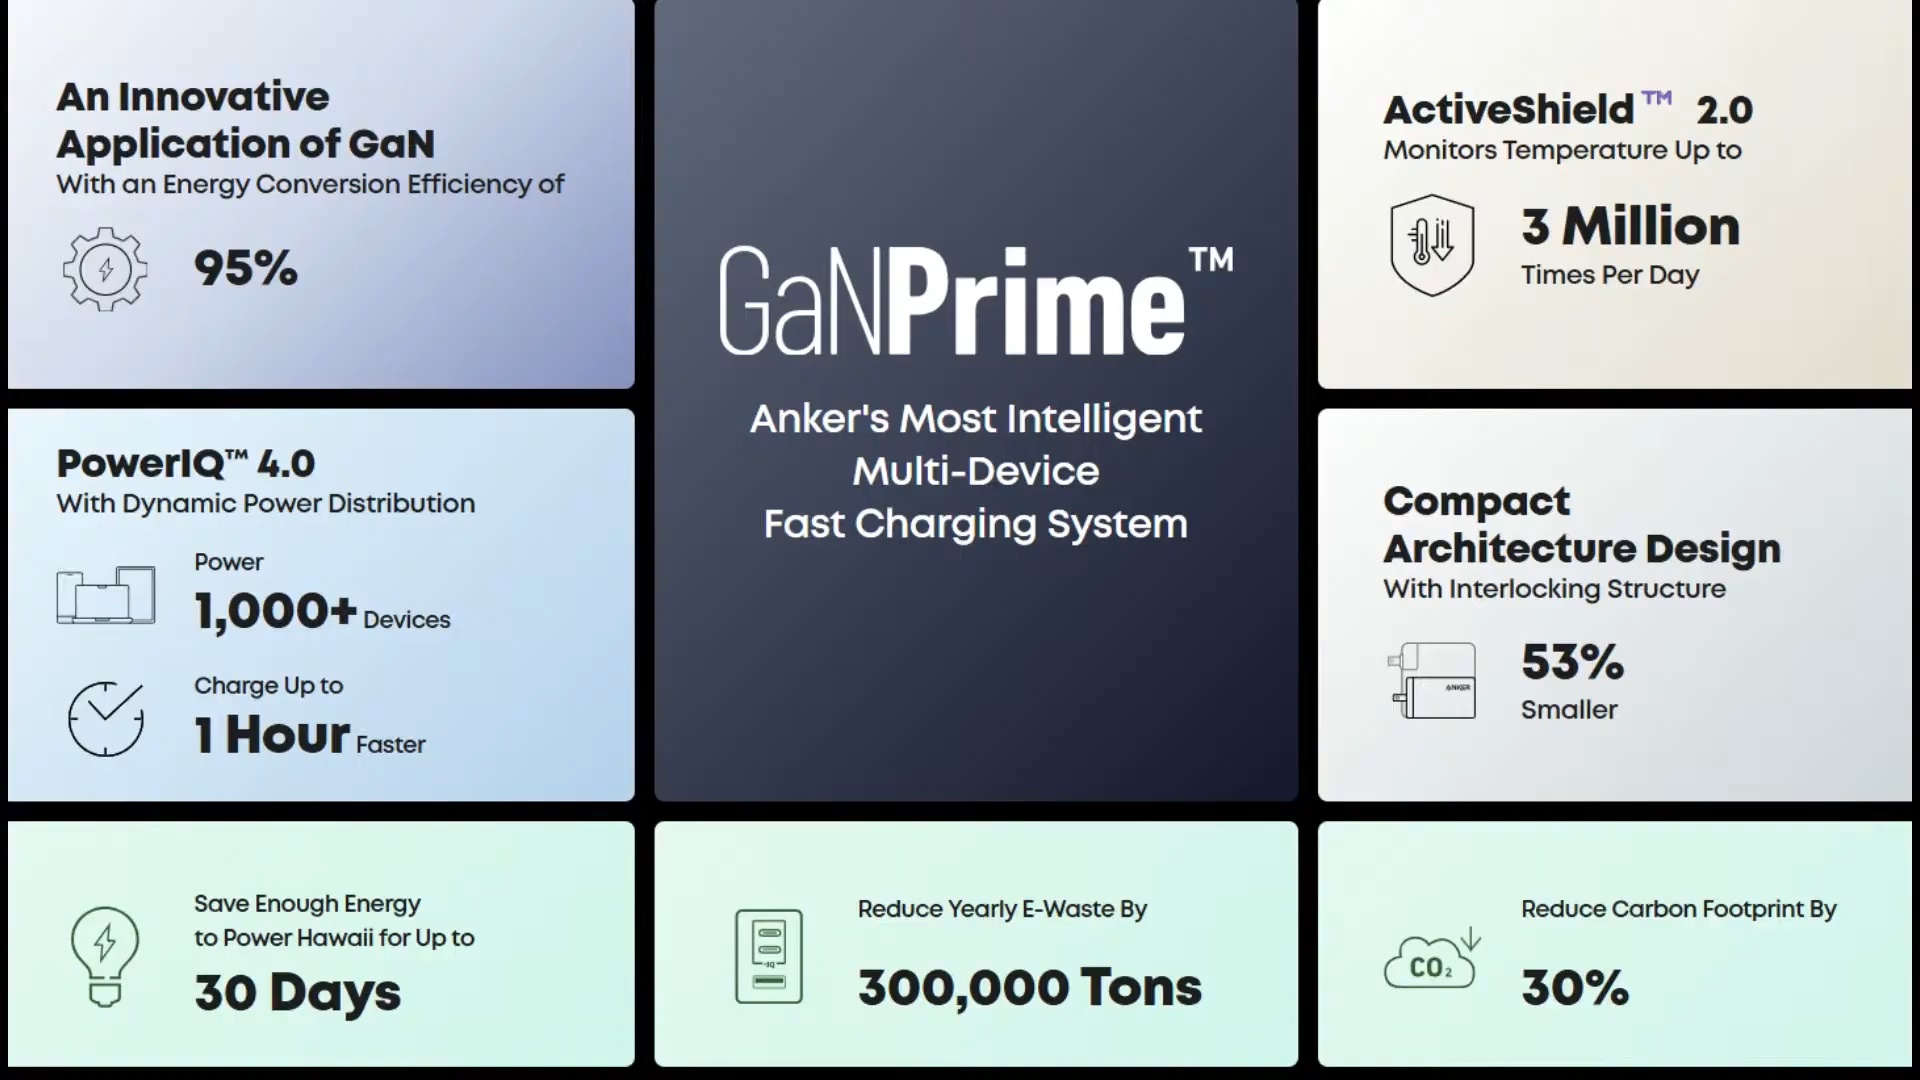 An Innovative
Application of GaN
With an Energy Conversion Efficiency of
95%
PowerIQ™ 4.0
With Dynamic Power Distribution
Power
1,000+ Devices
Charge Up to
1 Hour Faster
GaNPrime™
Anker's Most Intelligent
Multi-Device
Fast Charging System
ActiveShield™ 2.0
Monitors Temperature Up to
3 Million
Times Per Day
Compact
Architecture Design
With Interlocking Structure
ANKER
53%
Smaller
Save Enough Energy
to Power Hawaii for Up to
30 Days
IQ
Reduce Yearly E-Waste By
300,000 Tons
CO₂
Reduce Carbon Footprint By
30%